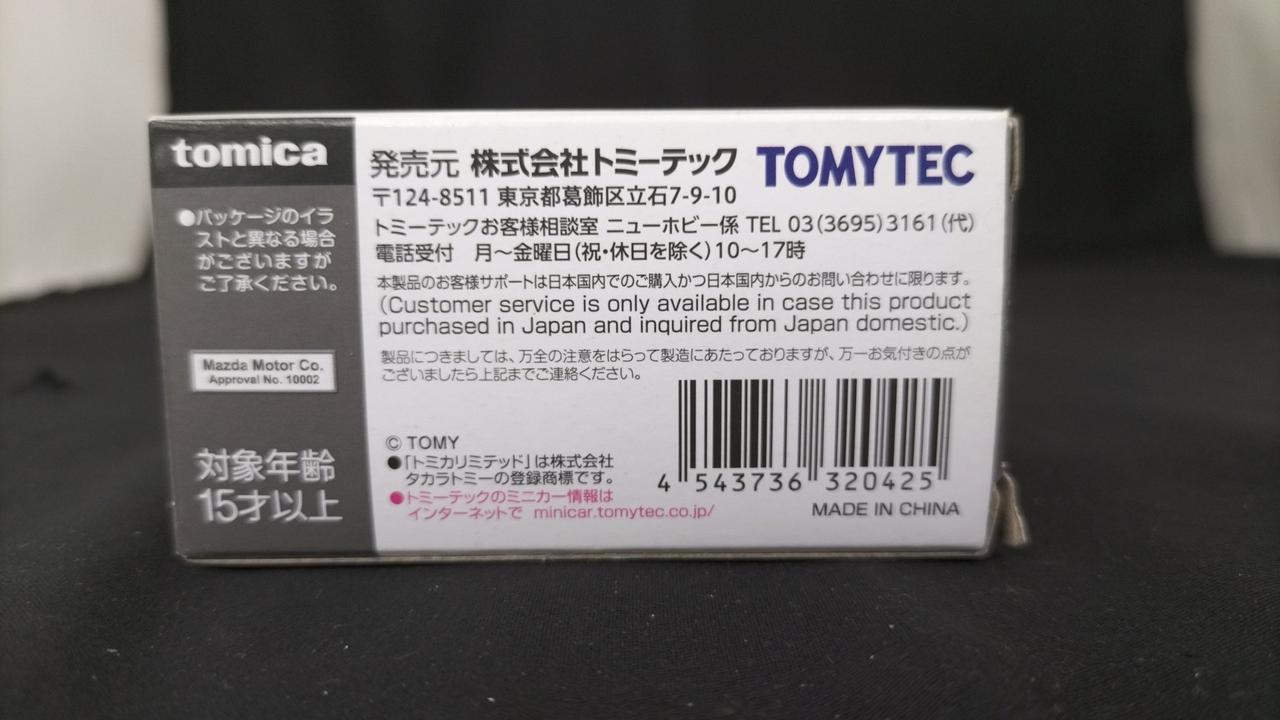 tomica
●パッケージのイラ
ストと異なる場合
がございますが
ご了承ください。
Mazda Motor Co.
Approval No. 10002
対象年齢
15才以上
発売元 株式会社トミーテック TOMYTEC
〒124-8511 東京都葛飾区立石7-9-10
トミーテックお客様相談室 ニューホビー係 TEL 03(3695)3161(代)
電話受付 月～金曜日(祝・休日を除く)10～17時
本製品のお客様サポートは日本国内でのご購入かつ日本国内からのお問い合わせに限ります。
(Customer service is only available in case this product
purchased in Japan and inquired from Japan domestic.)
製品につきましては、万全の注意をはらって製造にあたっておりますが、万一お気付きの点が
ございましたら上記までご連絡ください。
© TOMY
●「トミカリミテッド」は株式会社
タカラトミーの登録商標です。
●トミーテックのミニカー情報は
インターネットで minicar.tomytec.co.jp/
4 543736 320425
MADE IN CHINA